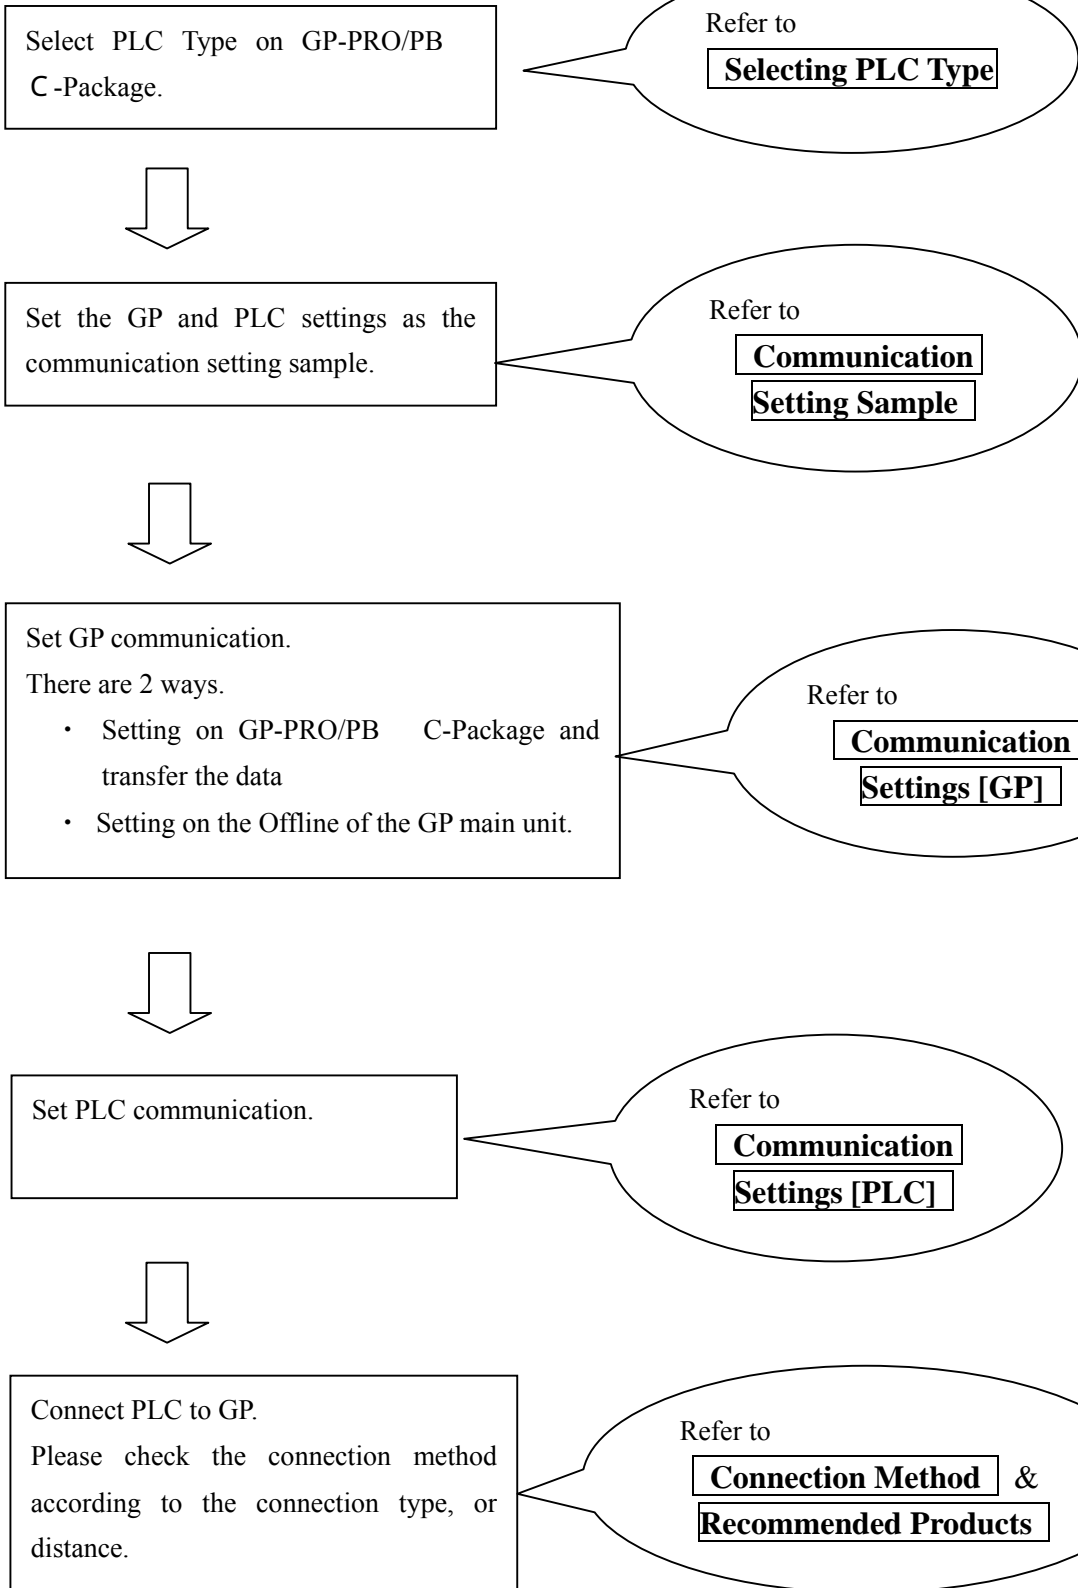 Select PLC Type on GP-PRO/PB
C -Package.
Refer to
Selecting PLC Type
Set the GP and PLC settings as the
communication setting sample.
Refer to
Communication
Setting Sample
Set GP communication.
There are 2 ways.
・ Setting on GP-PRO/PB C-Package and
transfer the data
・ Setting on the Offline of the GP main unit.
Refer to
Communication
Settings [GP]
Set PLC communication.
Refer to
Communication
Settings [PLC]
Connect PLC to GP.
Please check the connection method
according to the connection type, or
distance.
Refer to
Connection Method &
Recommended Products